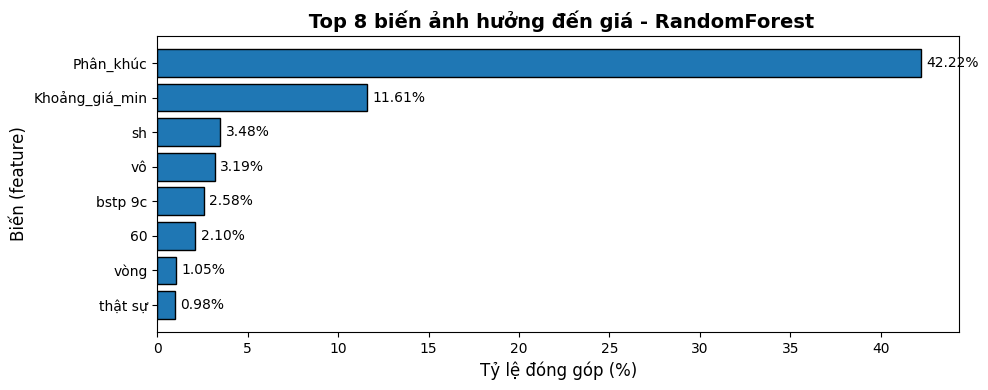 Top 8 biến ảnh hưởng đến giá - RandomForest
Biến (feature)
Phân_khúc
42.22%
Khoảng_giá_min
11.61%
sh
3.48%
vô
3.19%
bstp 9c
2.58%
60
2.10%
vòng
1.05%
thật sự
0.98%
0 5 10 15 20 25 30 35 40
Tỷ lệ đóng góp (%)